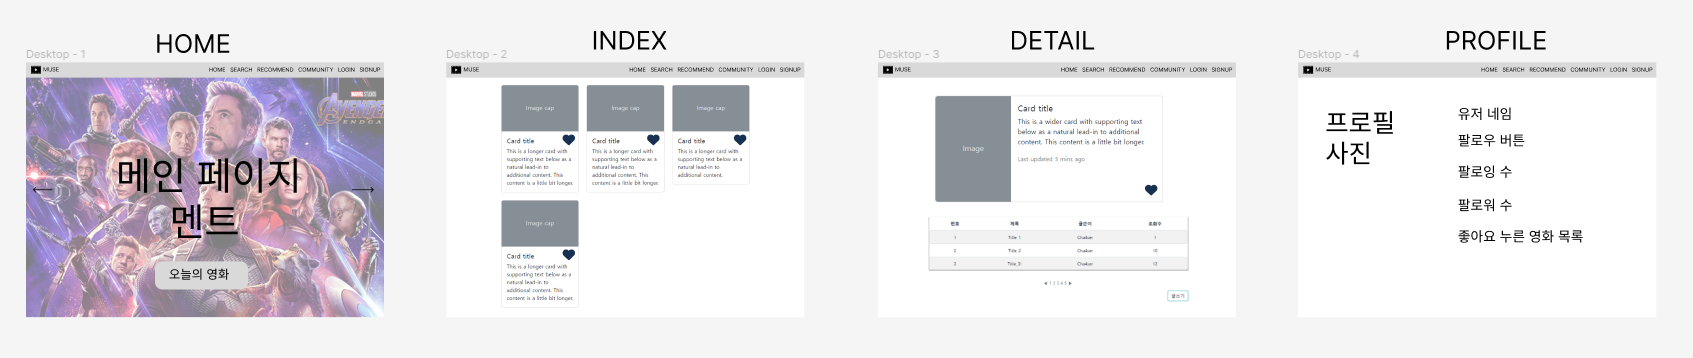 HOME
INDEX
DETAIL
PROFILE
Desktop - 1
MUSE
HOME SEARCH RECOMMEND COMMUNITY LOGIN SIGNUP
MARVEL STUDIOS
AVENGERS
ENDGAME
메인 페이지
멘트
오늘의 영화
Desktop - 2
MUSE
HOME SEARCH RECOMMEND COMMUNITY LOGIN SIGNUP
Image cap
Card title
This is a longer card with
supporting text below as a
natural lead-in to
additional content. This
content is a little bit longer.
Image cap
Card title
This is a longer card with
supporting text below as a
natural lead-in to
additional content. This
content is a little bit longer.
Image cap
Card title
This is a longer card with
supporting text below as a
natural lead-in to
additional content.
Image cap
Card title
This is a longer card with
supporting text below as a
natural lead-in to
additional content. This
content is a little bit longer.
Desktop - 3
MUSE
HOME SEARCH RECOMMEND COMMUNITY LOGIN SIGNUP
Image
Card title
This is a wider card with supporting text
below as a natural lead-in to additional
content. This content is a little bit longer.
Last updated 5 mins ago
번호 제목 글쓴이 조회수
1 Title_1 Chaker 1
2 Title_2 Chaker 10
3 Title_3 Chaker 12
◀ 1 2 3 4 5 ▶
글쓰기
Desktop - 4
MUSE
HOME SEARCH RECOMMEND COMMUNITY LOGIN SIGNUP
프로필
사진
유저 네임
팔로우 버튼
팔로잉 수
팔로워 수
좋아요 누른 영화 목록